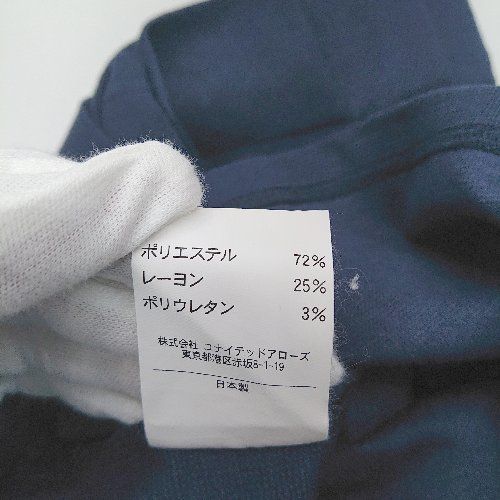 ポリエステル 72%
レーヨン 25%
ポリウレタン 3%
株式会社 ユナイテッドアローズ
東京都港区赤坂8-1-19
日本製